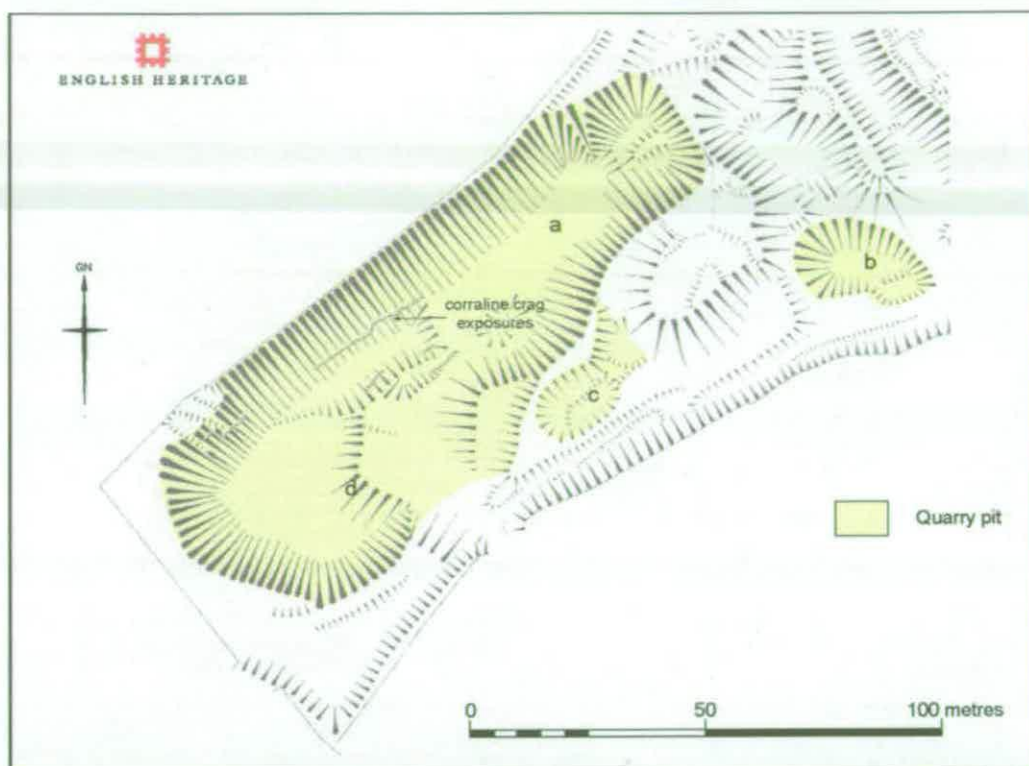 ENGLISH HERITAGE
GN
a
b
corraline crag
exposures
c
d
Quarry pit
0 50 100 metres